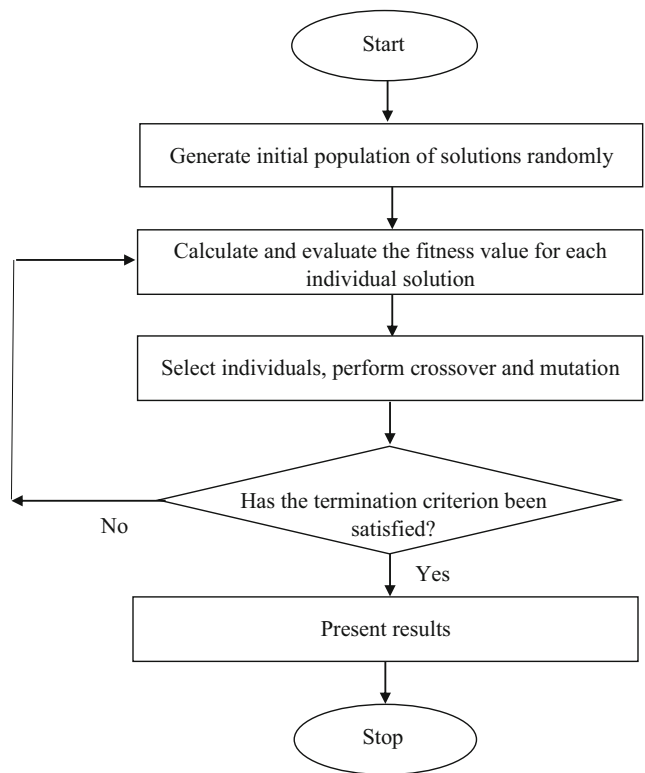 Start
Generate initial population of solutions randomly
Calculate and evaluate the fitness value for each
individual solution
Select individuals, perform crossover and mutation
Has the termination criterion been
satisfied?
No
Yes
Present results
Stop